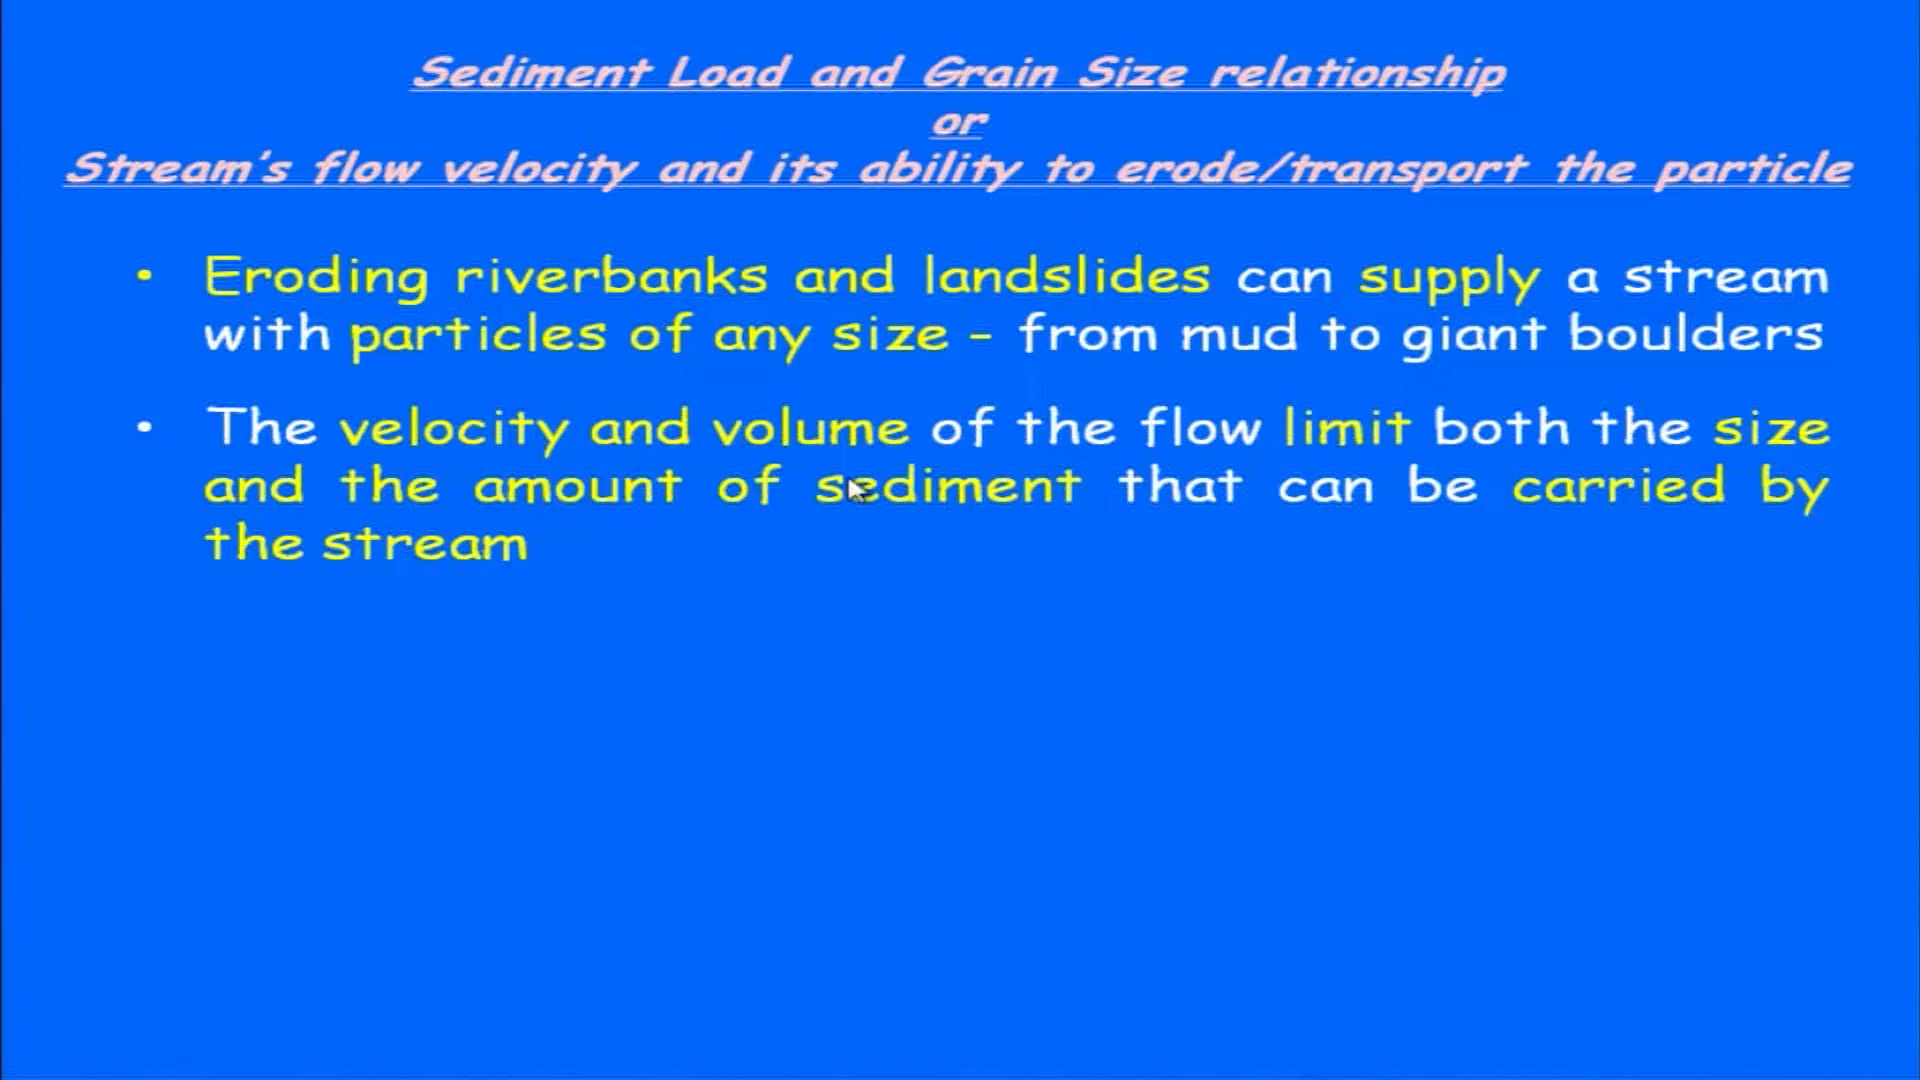 Sediment Load and Grain Size relationship
or
Stream's flow velocity and its ability to erode/transport the particle
• Eroding riverbanks and landslides can supply a stream
with particles of any size – from mud to giant boulders
• The velocity and volume of the flow limit both the size
and the amount of sediment that can be carried by
the stream